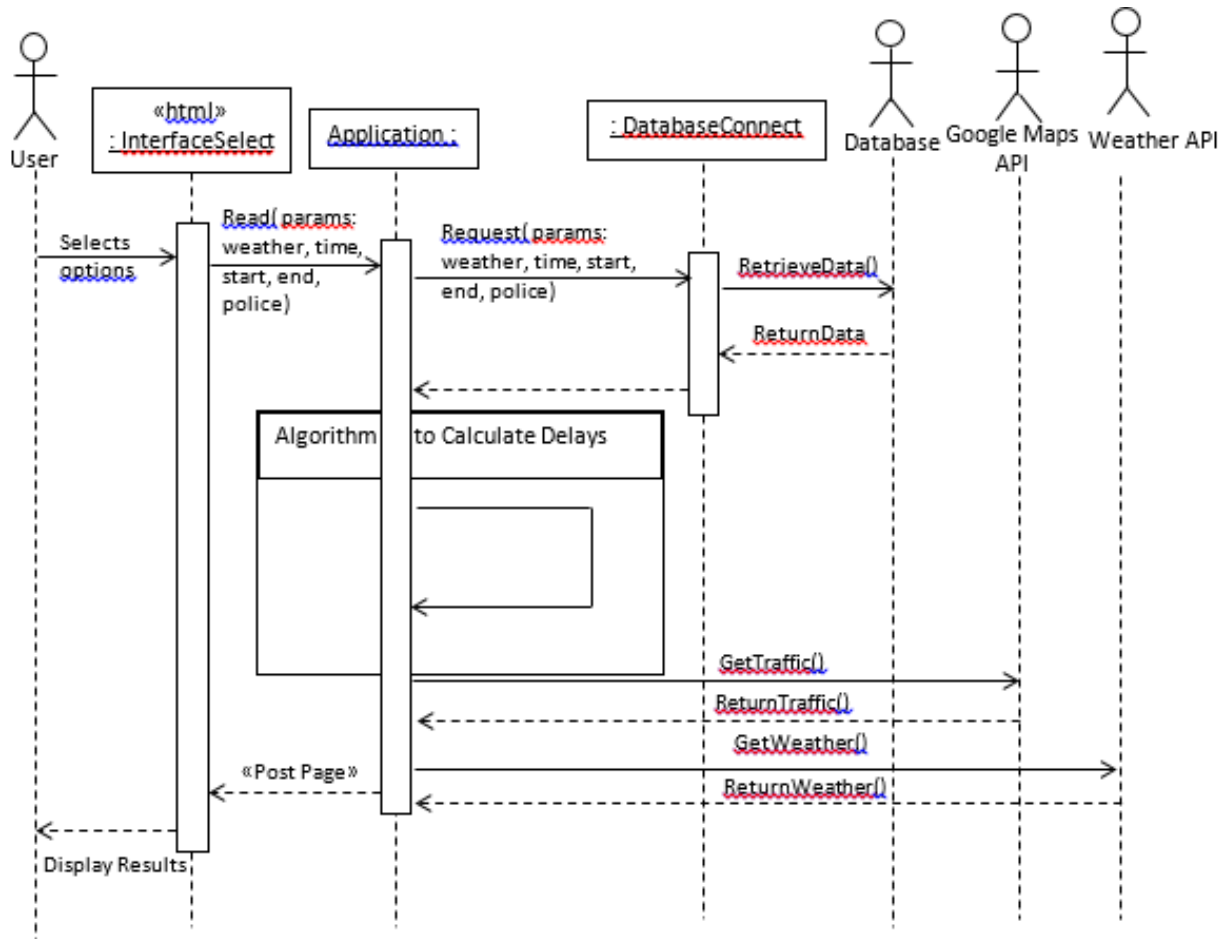 «html»
: InterfaceSelect
Application :
: DatabaseConnect
User
Database
Google Maps
API
Weather API
Selects
options
Read( params:
weather, time,
start, end,
police)
Request( params:
weather, time, start,
end, police)
RetrieveData()
ReturnData
Algorithm to Calculate Delays
GetTraffic()
ReturnTraffic()
GetWeather()
«Post Page»
ReturnWeather()
Display Results